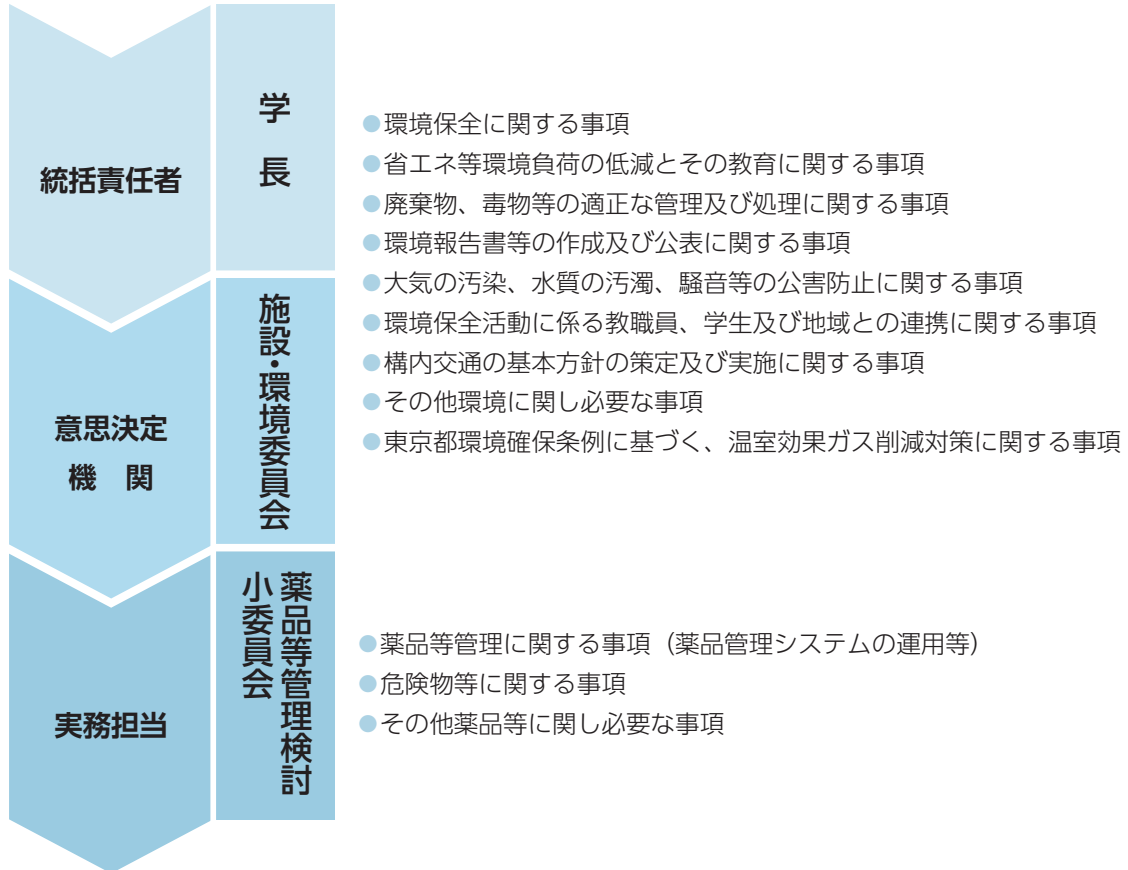 統括責任者
学長
●環境保全に関する事項
●省エネ等環境負荷の低減とその教育に関する事項
●廃棄物、毒物等の適正な管理及び処理に関する事項
●環境報告書等の作成及び公表に関する事項
●大気の汚染、水質の汚濁、騒音等の公害防止に関する事項
●環境保全活動に係る教職員、学生及び地域との連携に関する事項
●構内交通の基本方針の策定及び実施に関する事項
●その他環境に関し必要な事項
●東京都環境確保条例に基づく、温室効果ガス削減対策に関する事項
意思決定
機　関
施設・環境委員会
実務担当
薬品等管理検討
小委員会
●薬品等管理に関する事項（薬品管理システムの運用等）
●危険物等に関する事項
●その他薬品等に関し必要な事項